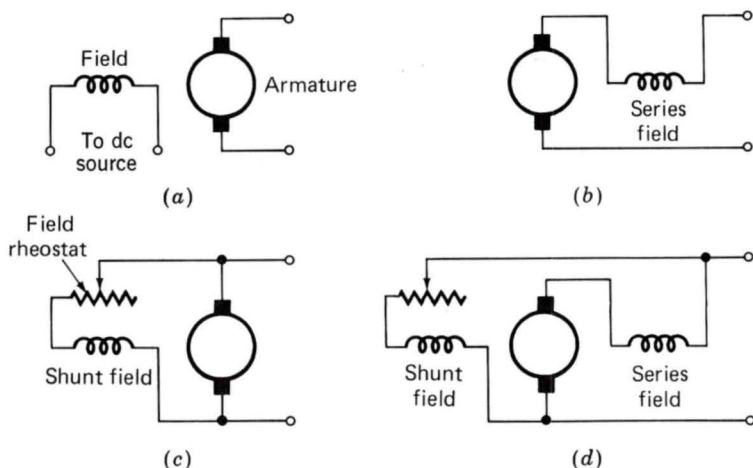 Field
Armature
To dc
source
(a)
Series
field
(b)
Field
rheostat
Shunt field
(c)
Shunt
field
Series
field
(d)